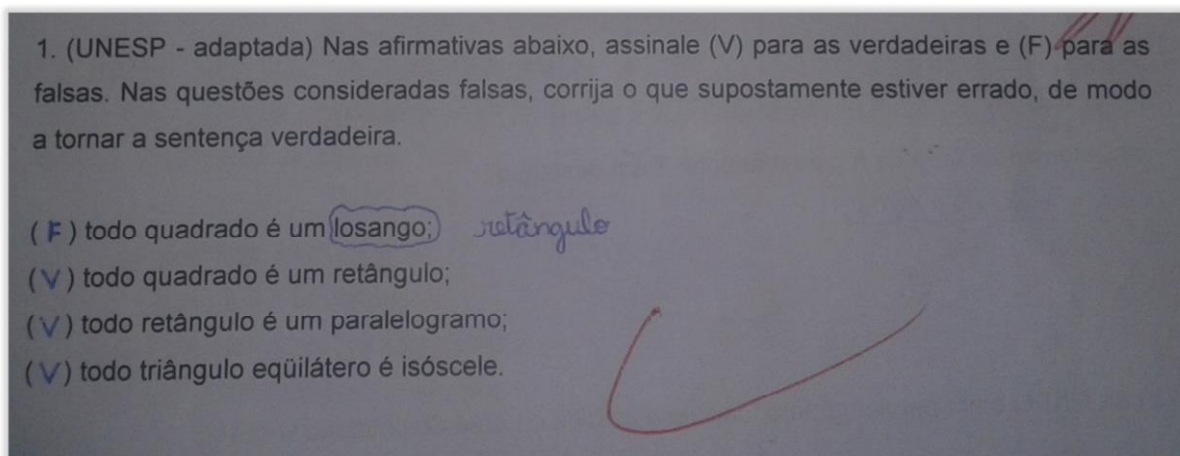 1. (UNESP - adaptada) Nas afirmativas abaixo, assinale (V) para as verdadeiras e (F) para as
falsas. Nas questões consideradas falsas, corrija o que supostamente estiver errado, de modo
a tornar a sentença verdadeira.
( F ) todo quadrado é um losango; retângulo
( V ) todo quadrado é um retângulo;
( V ) todo retângulo é um paralelogramo;
( V ) todo triângulo eqüilátero é isóscele.